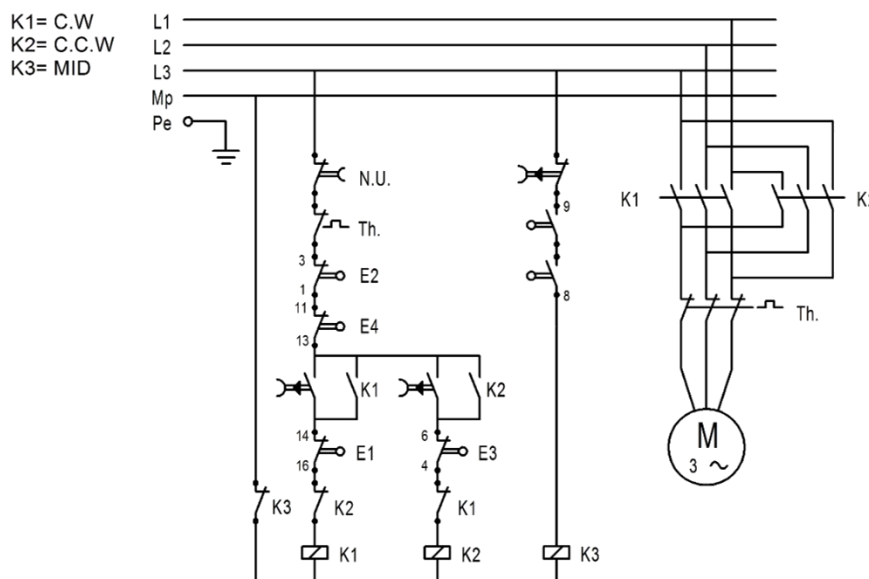 K1= C.W
K2= C.C.W
K3= MID
L1
L2
L3
Mp
Pe
N.U.
Th.
3
E2
1
11
E4
13
K1
K2
14
E1
16
6
E3
4
9
8
K3
K2
K1
K1
K2
K3
K1
Th.
M
3 ~